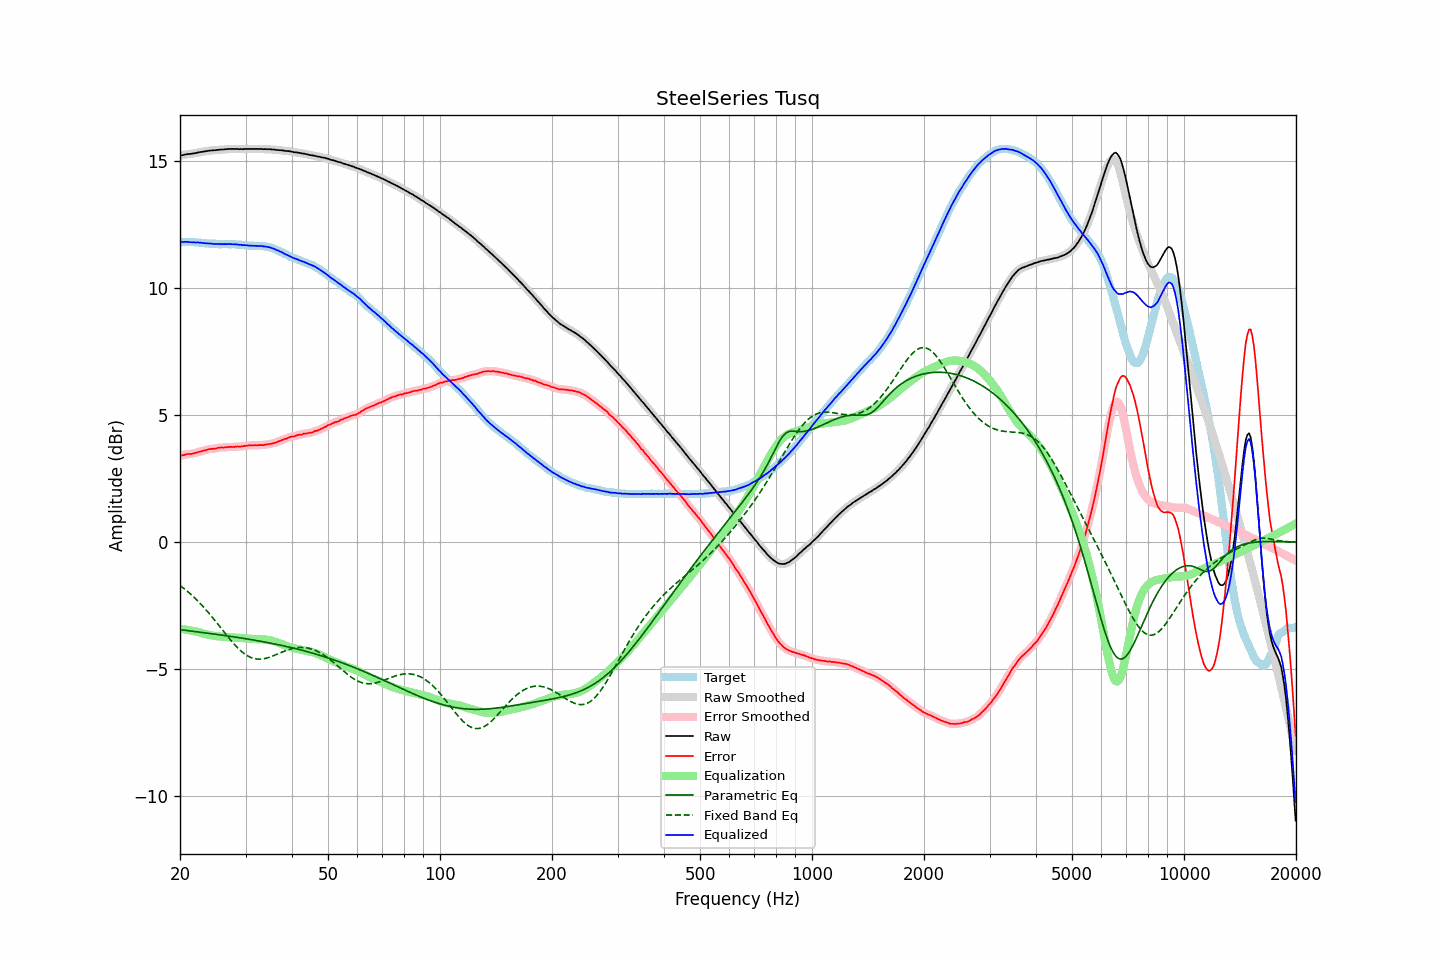 SteelSeries Tusq
Amplitude (dBr)
15
10
5
0
−5
−10
Target
Raw Smoothed
Error Smoothed
Raw
Error
Equalization
Parametric Eq
Fixed Band Eq
Equalized
20 50 100 200 500 1000 2000 5000 10000 20000
Frequency (Hz)